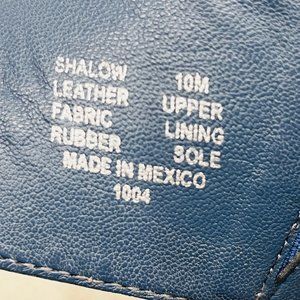 SHALOW 10M
LEATHER UPPER
FABRIC LINING
RUBBER SOLE
MADE IN MEXICO
1004